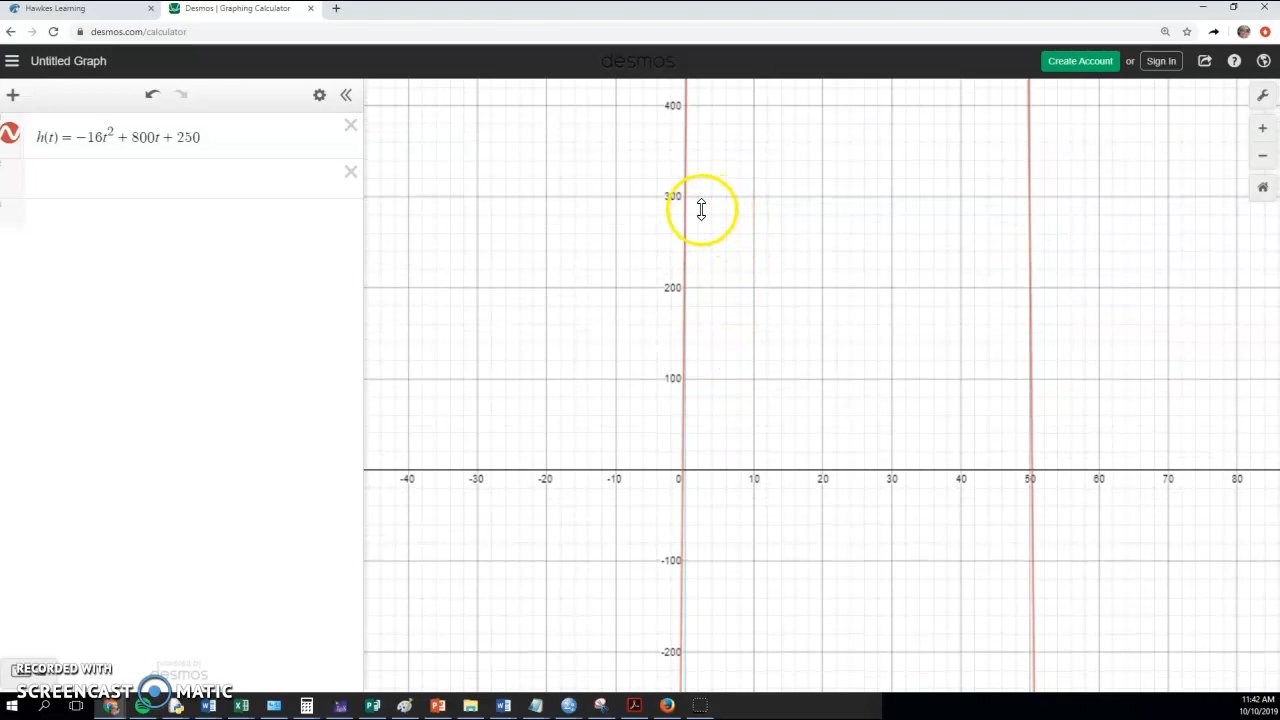 Hawkes Learning
Desmos | Graphing Calculator
desmos.com/calculator
Untitled Graph
desmos
Create Account or Sign In
h(t) = −16t² + 800t + 250
400
300
200
100
-40 -30 -20 -10 0 10 20 30 40 50 60 70 80
-100
-200
RECORDED WITH
SCREENCAST MATIC
desmos
11:42 AM
10/10/2019